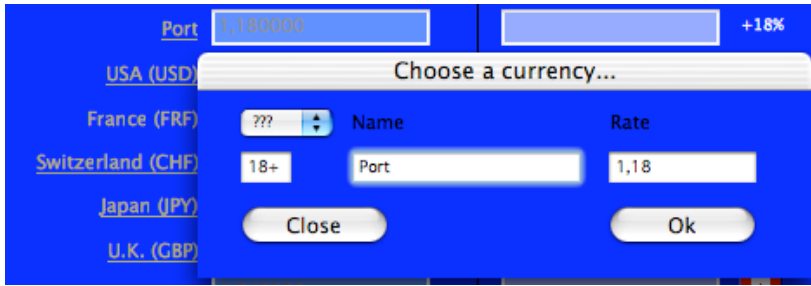 Port 1,180000 +18%
USA (USD) Choose a currency...
France (FRF) ??? Name Rate
Switzerland (CHF) 18+ Port 1,18
Japan (JPY) Close Ok
U.K. (GBP)